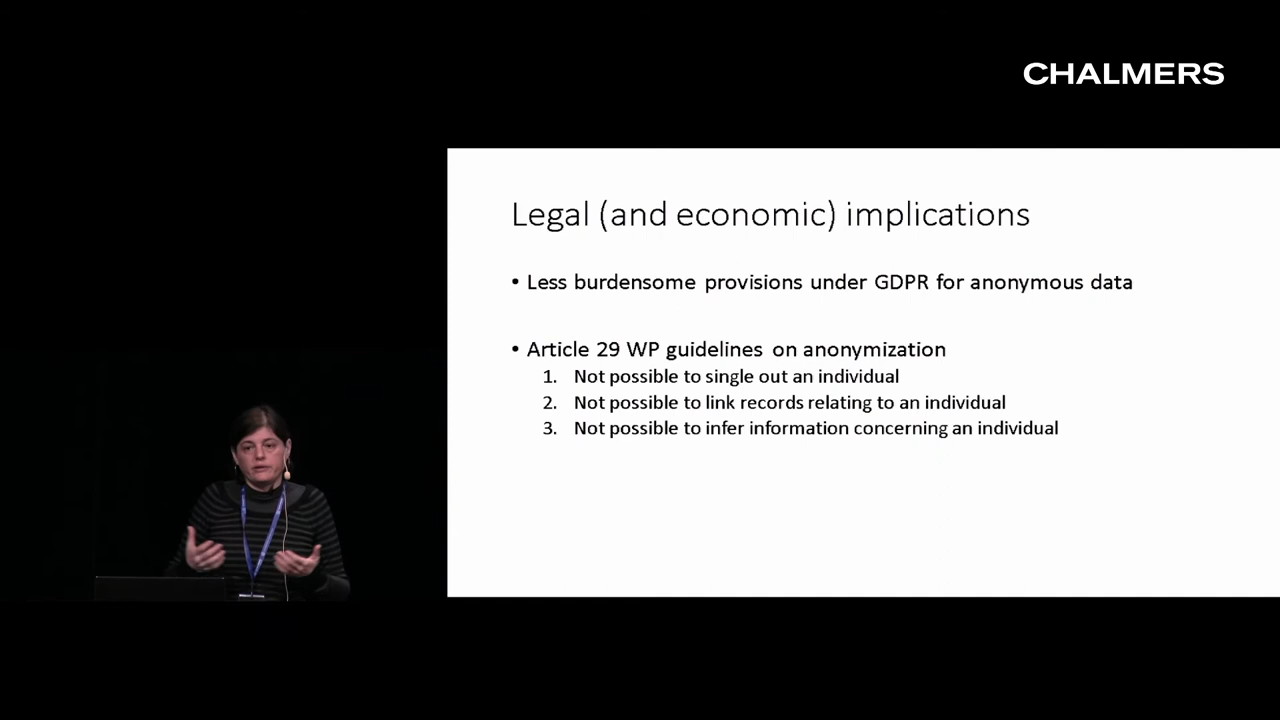 CHALMERS
Legal (and economic) implications
• Less burdensome provisions under GDPR for anonymous data
• Article 29 WP guidelines on anonymization
1. Not possible to single out an individual
2. Not possible to link records relating to an individual
3. Not possible to infer information concerning an individual